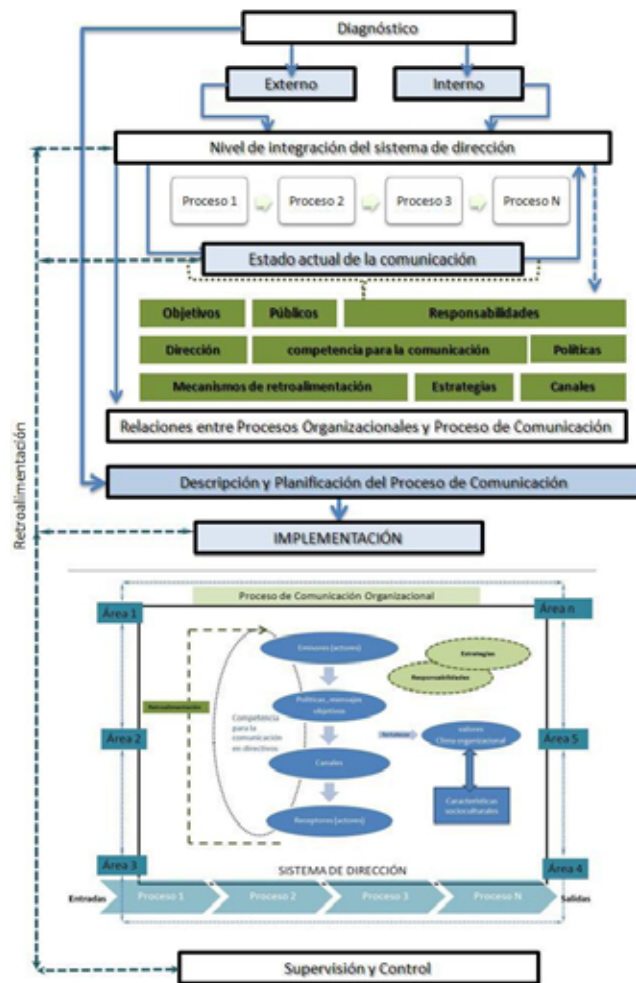 Diagnóstico
Externo
Interno
Nivel de integración del sistema de dirección
Proceso 1
Proceso 2
Proceso 3
Proceso N
Estado actual de la comunicación
Objetivos
Públicos
Responsabilidades
Dirección
competencia para la comunicación
Políticas
Mecanismos de retroalimentación
Estrategias
Canales
Relaciones entre Procesos Organizacionales y Proceso de Comunicación
Descripción y Planificación del Proceso de Comunicación
Retroalimentación
IMPLEMENTACIÓN
Proceso de Comunicación Organizacional
Área 1
Área n
Emisores (actores)
Estrategias
Responsabilidades
Retroalimentación
Políticas_mensajes
objetivos
Competencia
para la
comunicación
en directivos
Área 2
valores
Clima organizacional
Área 5
Canales
Características
socioculturales
Receptores (actores)
Área 3
SISTEMA DE DIRECCIÓN
Área 4
Entradas
Proceso 1
Proceso 2
Proceso 3
Proceso N
Salidas
Supervisión y Control